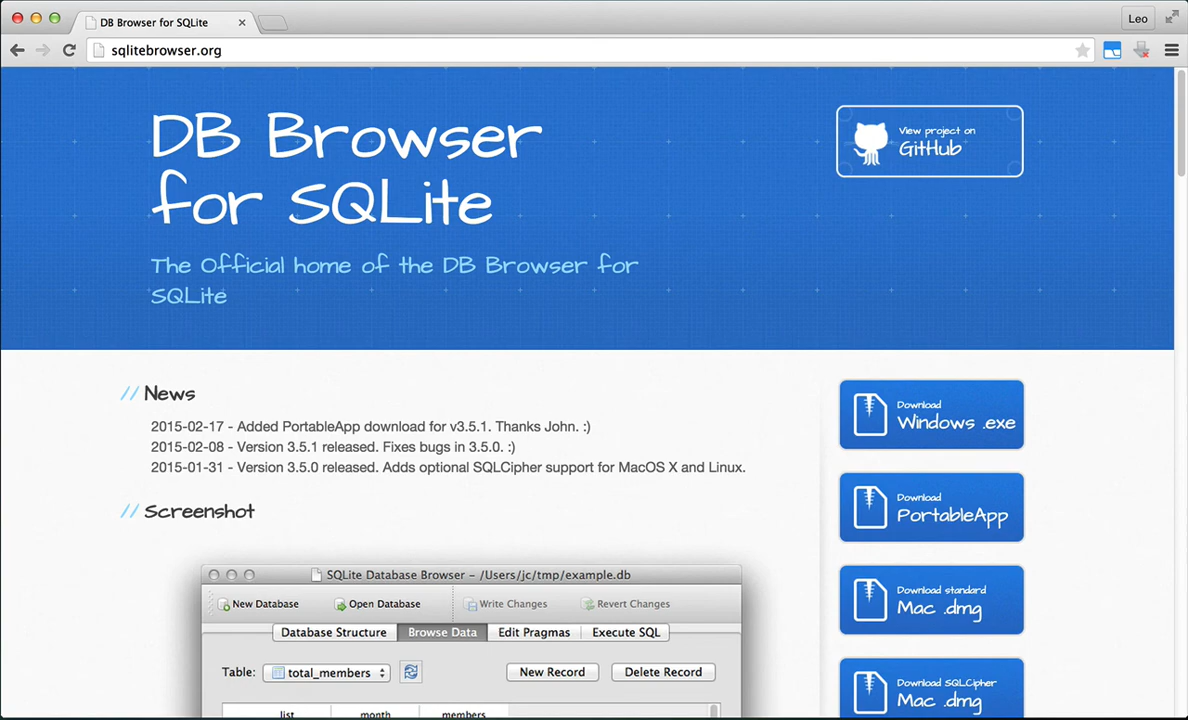 DB Browser for SQLite
Leo
sqlitebrowser.org
DB Browser
for SQLite
The Official home of the DB Browser for
SQLite
View project on
GitHub
News
2015-02-17 - Added PortableApp download for v3.5.1. Thanks John. :)
2015-02-08 - Version 3.5.1 released. Fixes bugs in 3.5.0. :)
2015-01-31 - Version 3.5.0 released. Adds optional SQLCipher support for MacOS X and Linux.
Screenshot
SQLite Database Browser - /Users/jc/tmp/example.db
New Database Open Database Write Changes Revert Changes
Database Structure Browse Data Edit Pragmas Execute SQL
Table: total_members New Record Delete Record
list month members
Download
Windows .exe
Download
PortableApp
Download standard
Mac .dmg
Download SQLCipher
Mac .dmg